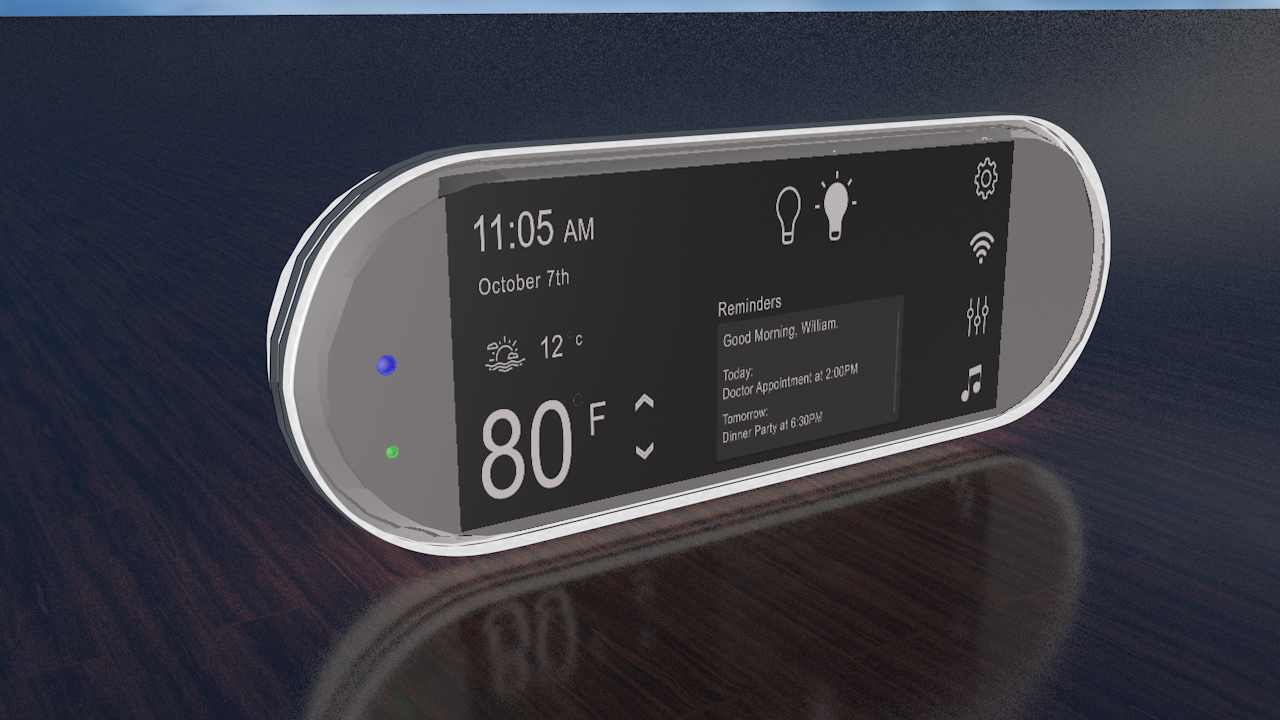 11:05 AM
October 7th
12 °c
80 °F
Reminders
Good Morning, William.
Today:
Doctor Appointment at 2:00PM
Tomorrow:
Dinner Party at 6:30PM